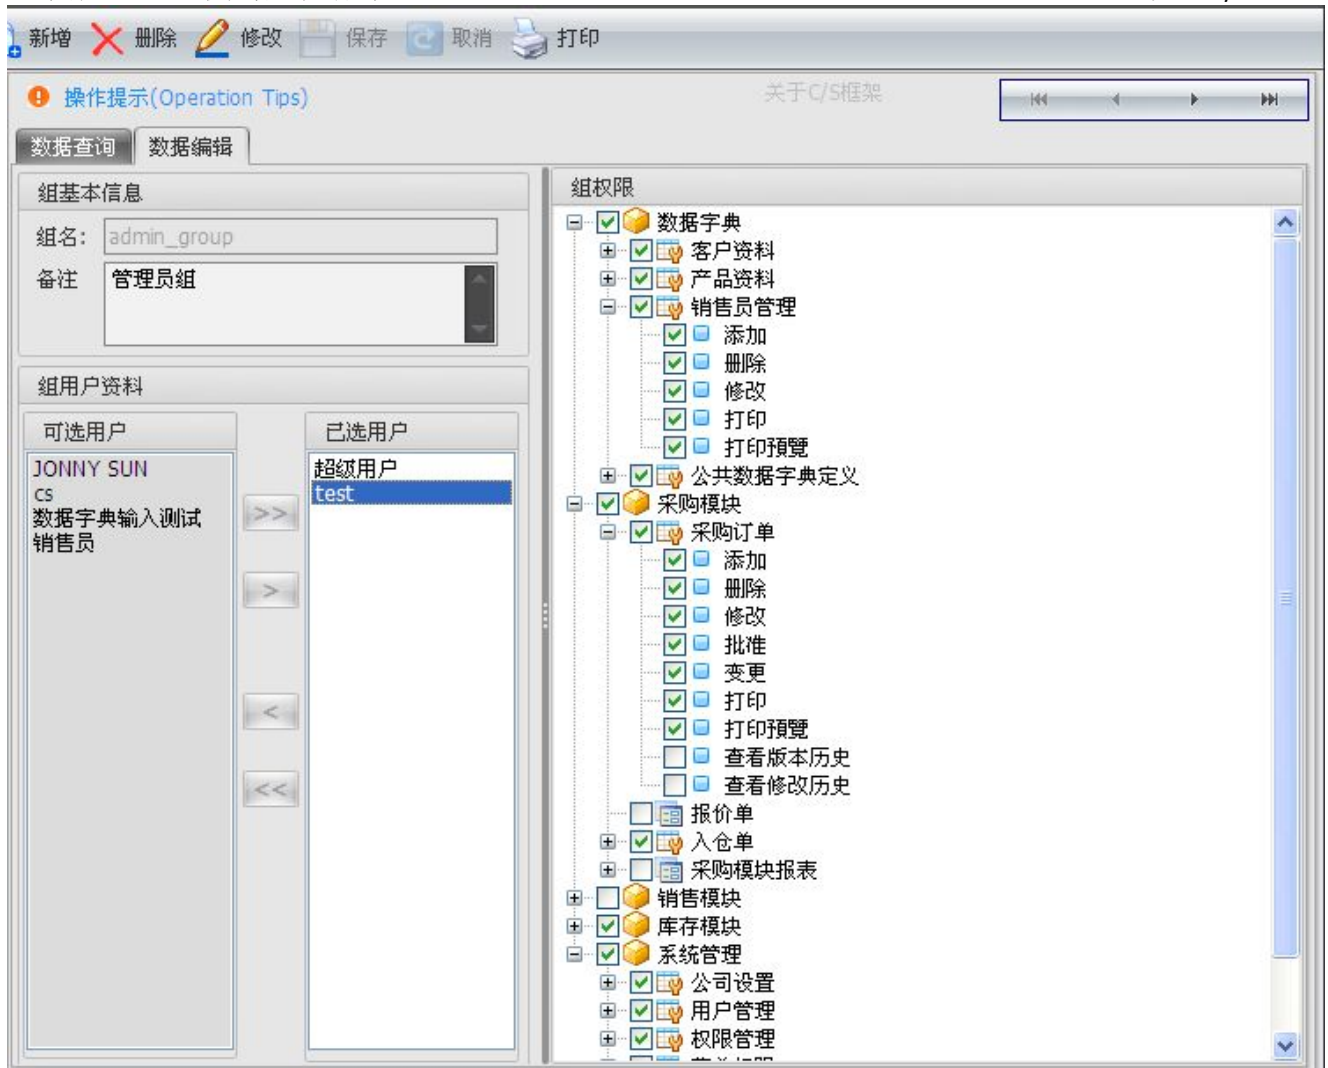 新增 删除 修改 保存 取消 打印
操作提示(Operation Tips) 关于C/S框架
数据查询 数据编辑
组基本信息
组名: admin_group
备注 管理员组
组用户资料
可选用户 已选用户
JONNY SUN
cs
数据字典输入测试
销售员
超级用户
test
>>
>
<
<<
组权限
数据字典
客户资料
产品资料
销售员管理
添加
删除
修改
打印
打印預覽
公共数据字典定义
采购模块
采购订单
添加
删除
修改
批准
变更
打印
打印預覽
查看版本历史
查看修改历史
报价单
入仓单
采购模块报表
销售模块
库存模块
系统管理
公司设置
用户管理
权限管理